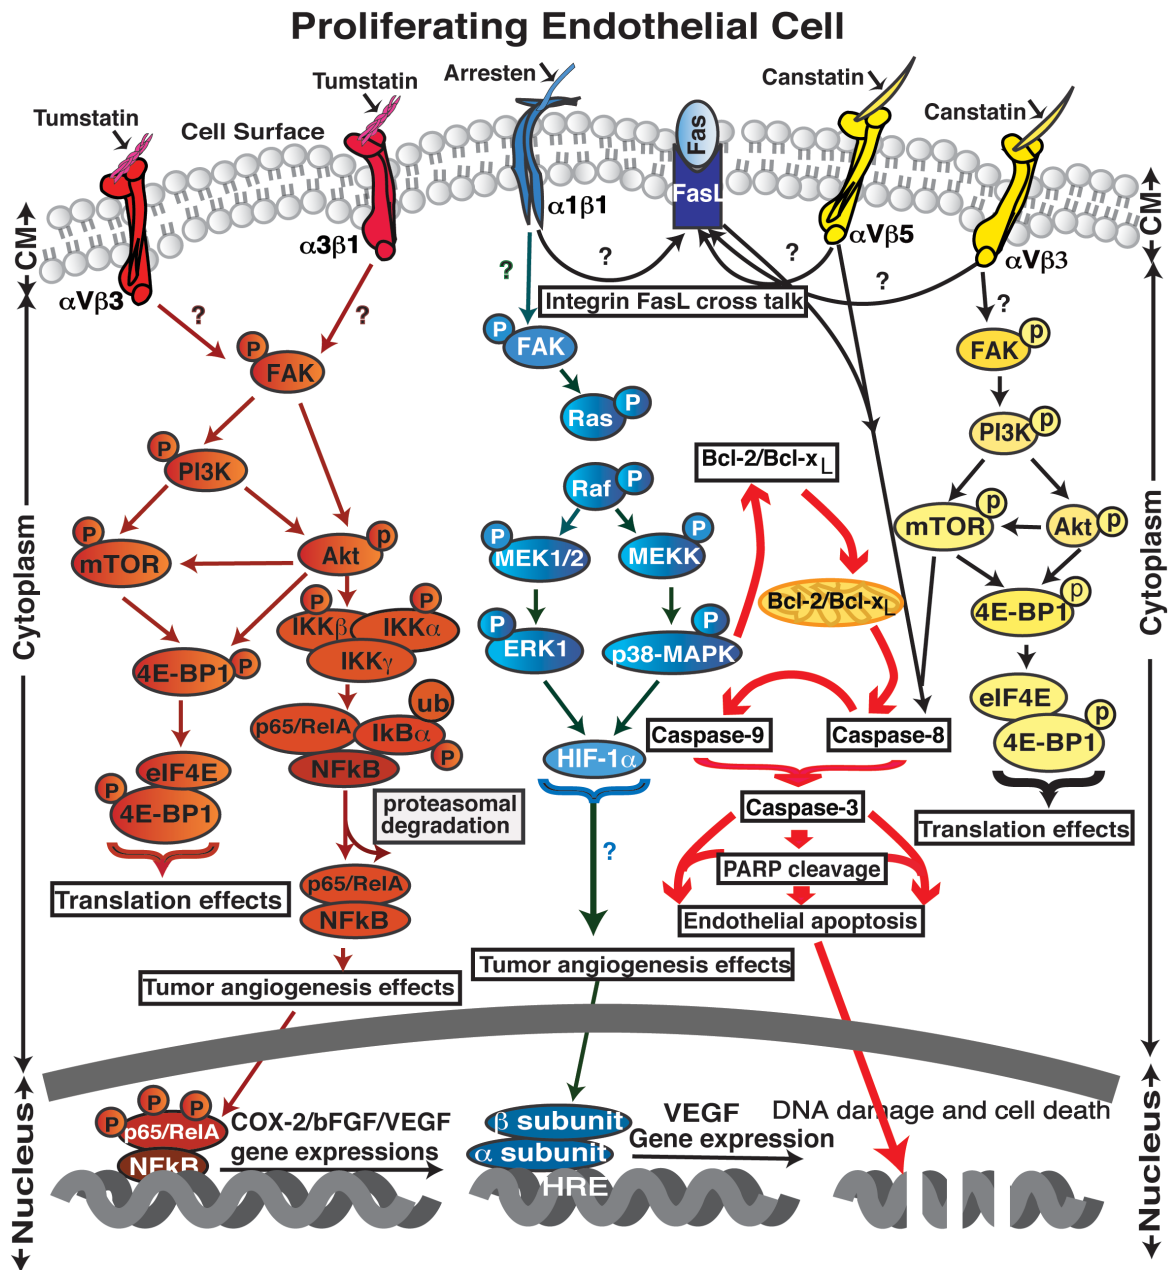 Proliferating Endothelial Cell
Tumstatin
Tumstatin
Arresten
Canstatin
Canstatin
Cell Surface
Fas
FasL
αVβ3
α3β1
α1β1
αVβ5
αVβ3
CM
CM
?
?
?
?
?
?
?
Integrin FasL cross talk
Cytoplasm
Cytoplasm
P
FAK
P
PI3K
P
mTOR
Akt
p
P
IKKβ
P
IKKα
IKKγ
4E-BP1
P
p65/RelA
IkBα
ub
P
NFkB
eIF4E
P
4E-BP1
proteasomal
degradation
p65/RelA
NFkB
Translation effects
Tumor angiogenesis effects
P
FAK
Ras
P
Raf
P
P
MEK1/2
MEKK
P
P
ERK1
p38-MAPK
P
HIF-1α
?
Tumor angiogenesis effects
Bcl-2/Bcl-xL
Bcl-2/Bcl-xL
Caspase-9
Caspase-8
Caspase-3
PARP cleavage
Endothelial apoptosis
FAK
p
PI3K
p
mTOR
p
Akt
p
4E-BP1
p
eIF4E
4E-BP1
p
Translation effects
Nucleus
Nucleus
P
P
P
p65/RelA
NFkB
COX-2/bFGF/VEGF
gene expressions
β subunit
α subunit
HRE
VEGF
Gene expression
DNA damage and cell death